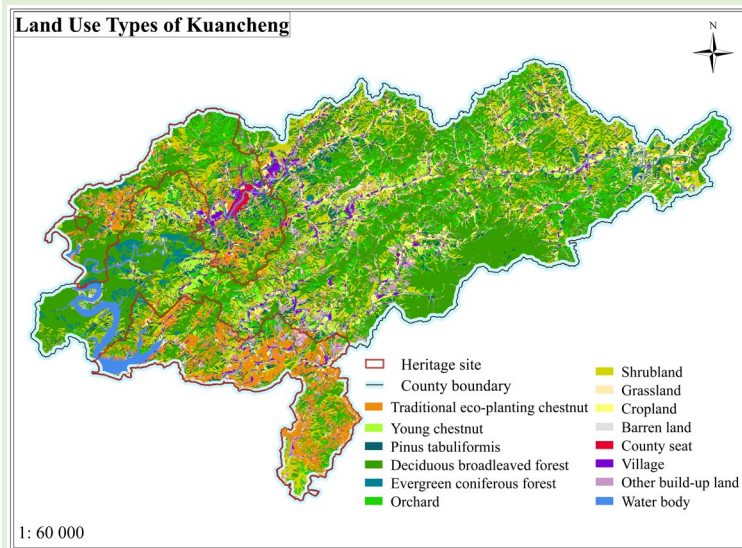 Land Use Types of Kuancheng
N
Heritage site
County boundary
Traditional eco-planting chestnut
Young chestnut
Pinus tabuliformis
Deciduous broadleaved forest
Evergreen coniferous forest
Orchard
Shrubland
Grassland
Cropland
Barren land
County seat
Village
Other build-up land
Water body
1: 60 000